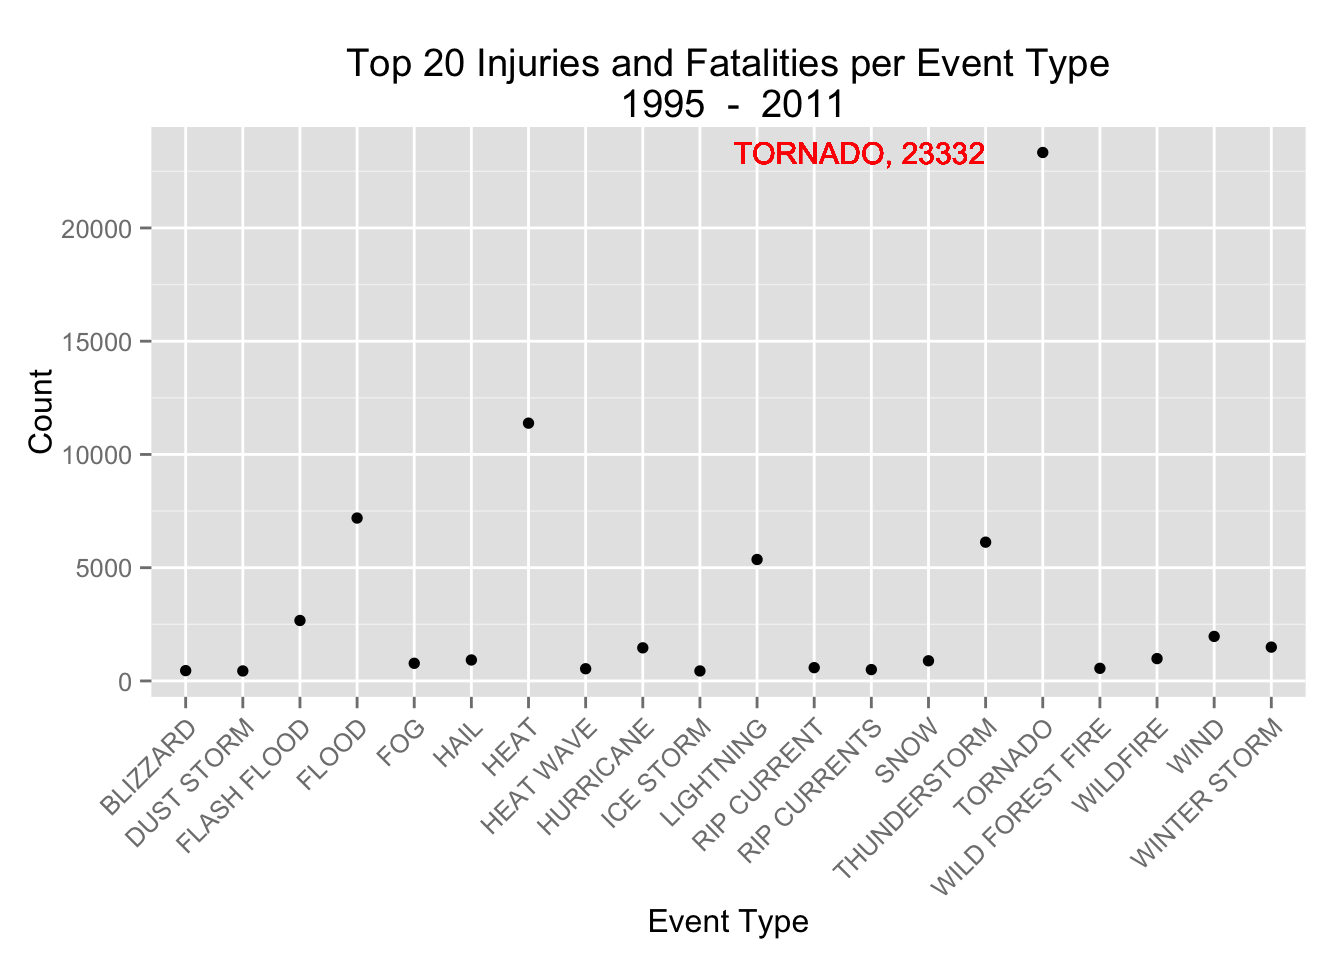 Top 20 Injuries and Fatalities per Event Type
1995 - 2011
TORNADO, 23332
20000
15000
10000
5000
0
Count
BLIZZARD
DUST STORM
FLASH FLOOD
FLOOD
FOG
HAIL
HEAT
HEAT WAVE
HURRICANE
ICE STORM
LIGHTNING
RIP CURRENT
RIP CURRENTS
SNOW
THUNDERSTORM
TORNADO
WILD FOREST FIRE
WILDFIRE
WIND
WINTER STORM
Event Type